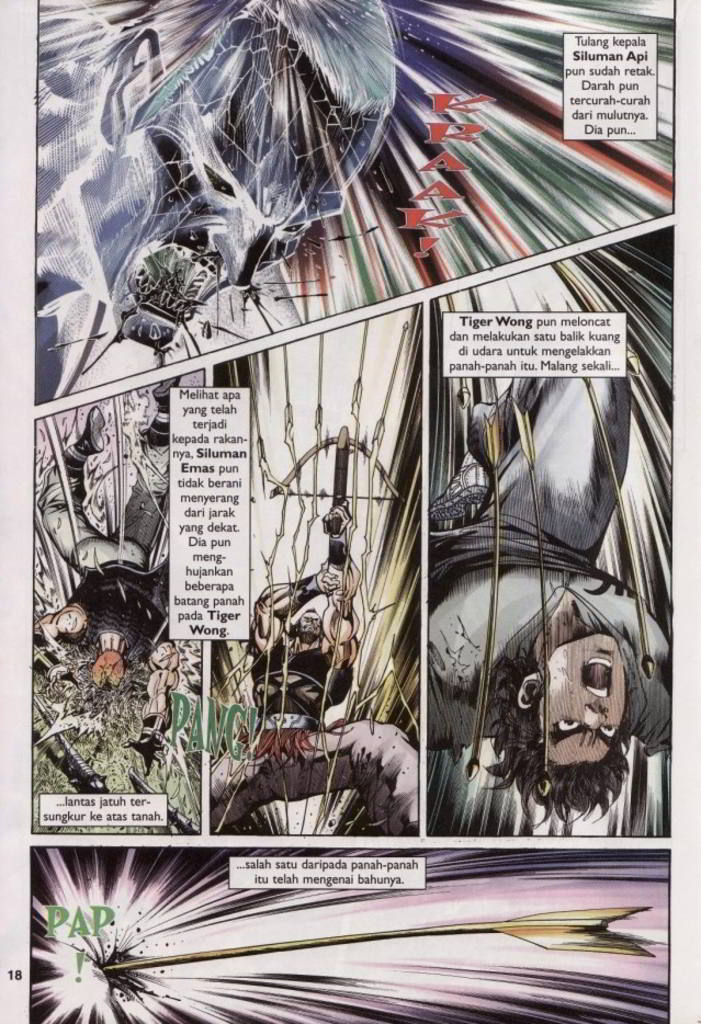 Tulang kepala
Siluman Api
pun sudah retak.
Darah pun
tercurah-curah
dari mulutnya.
Dia pun...
KRAAAK!
...lantas jatuh ter-
sungkur ke atas tanah.
PANG!
Melihat apa
yang telah
terjadi
kepada rakan-
nya, Siluman
Emas pun
tidak berani
menyerang
dari jarak
yang dekat.
Dia pun
meng-
hujankan
beberapa
batang panah
pada Tiger
Wong.
Tiger Wong pun meloncat
dan melakukan satu balik kuang
di udara untuk mengelakkan
panah-panah itu. Malang sekali...
...salah satu daripada panah-panah
itu telah mengenai bahunya.
PAP
!
18